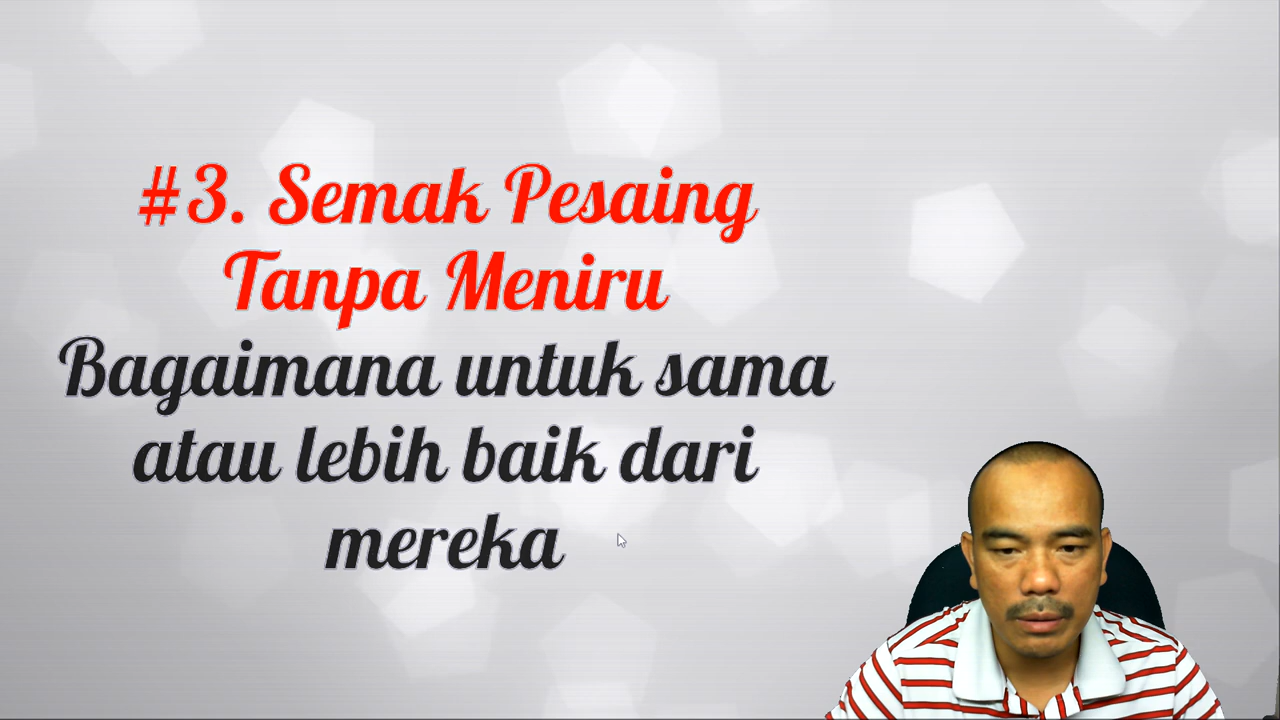 #3. Semak Pesaing
Tanpa Meniru
Bagaimana untuk sama
atau lebih baik dari
mereka